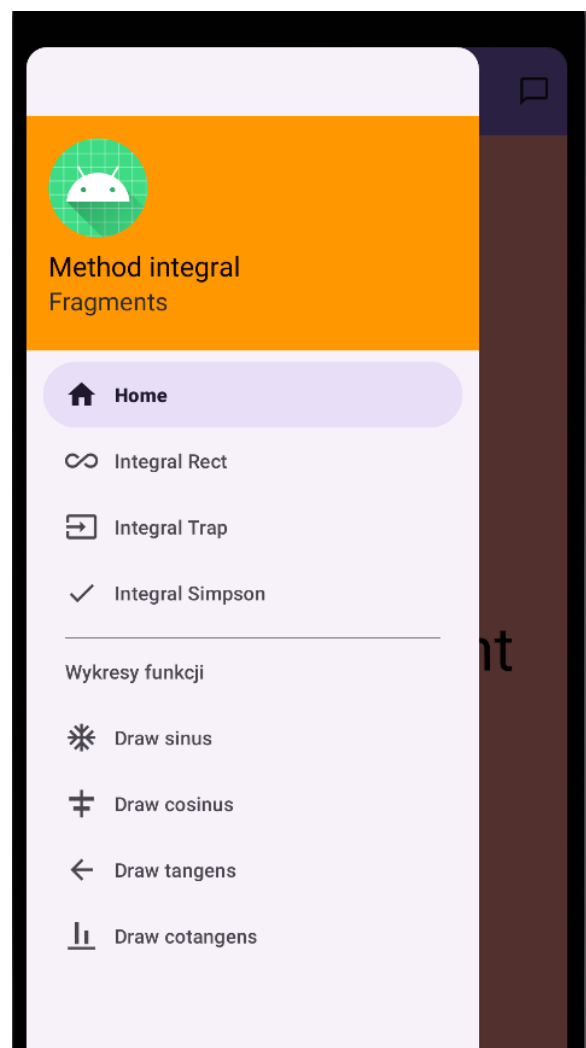 Method integral
Fragments
Home
Integral Rect
Integral Trap
Integral Simpson
Wykresy funkcji
Draw sinus
Draw cosinus
Draw tangens
Draw cotangens